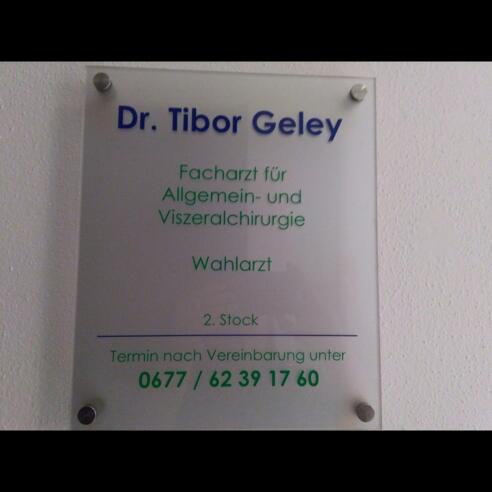 Dr. Tibor Geley
Facharzt für
Allgemein- und
Viszeralchirurgie
Wahlarzt
2. Stock
Termin nach Vereinbarung unter
0677 / 62 39 17 60